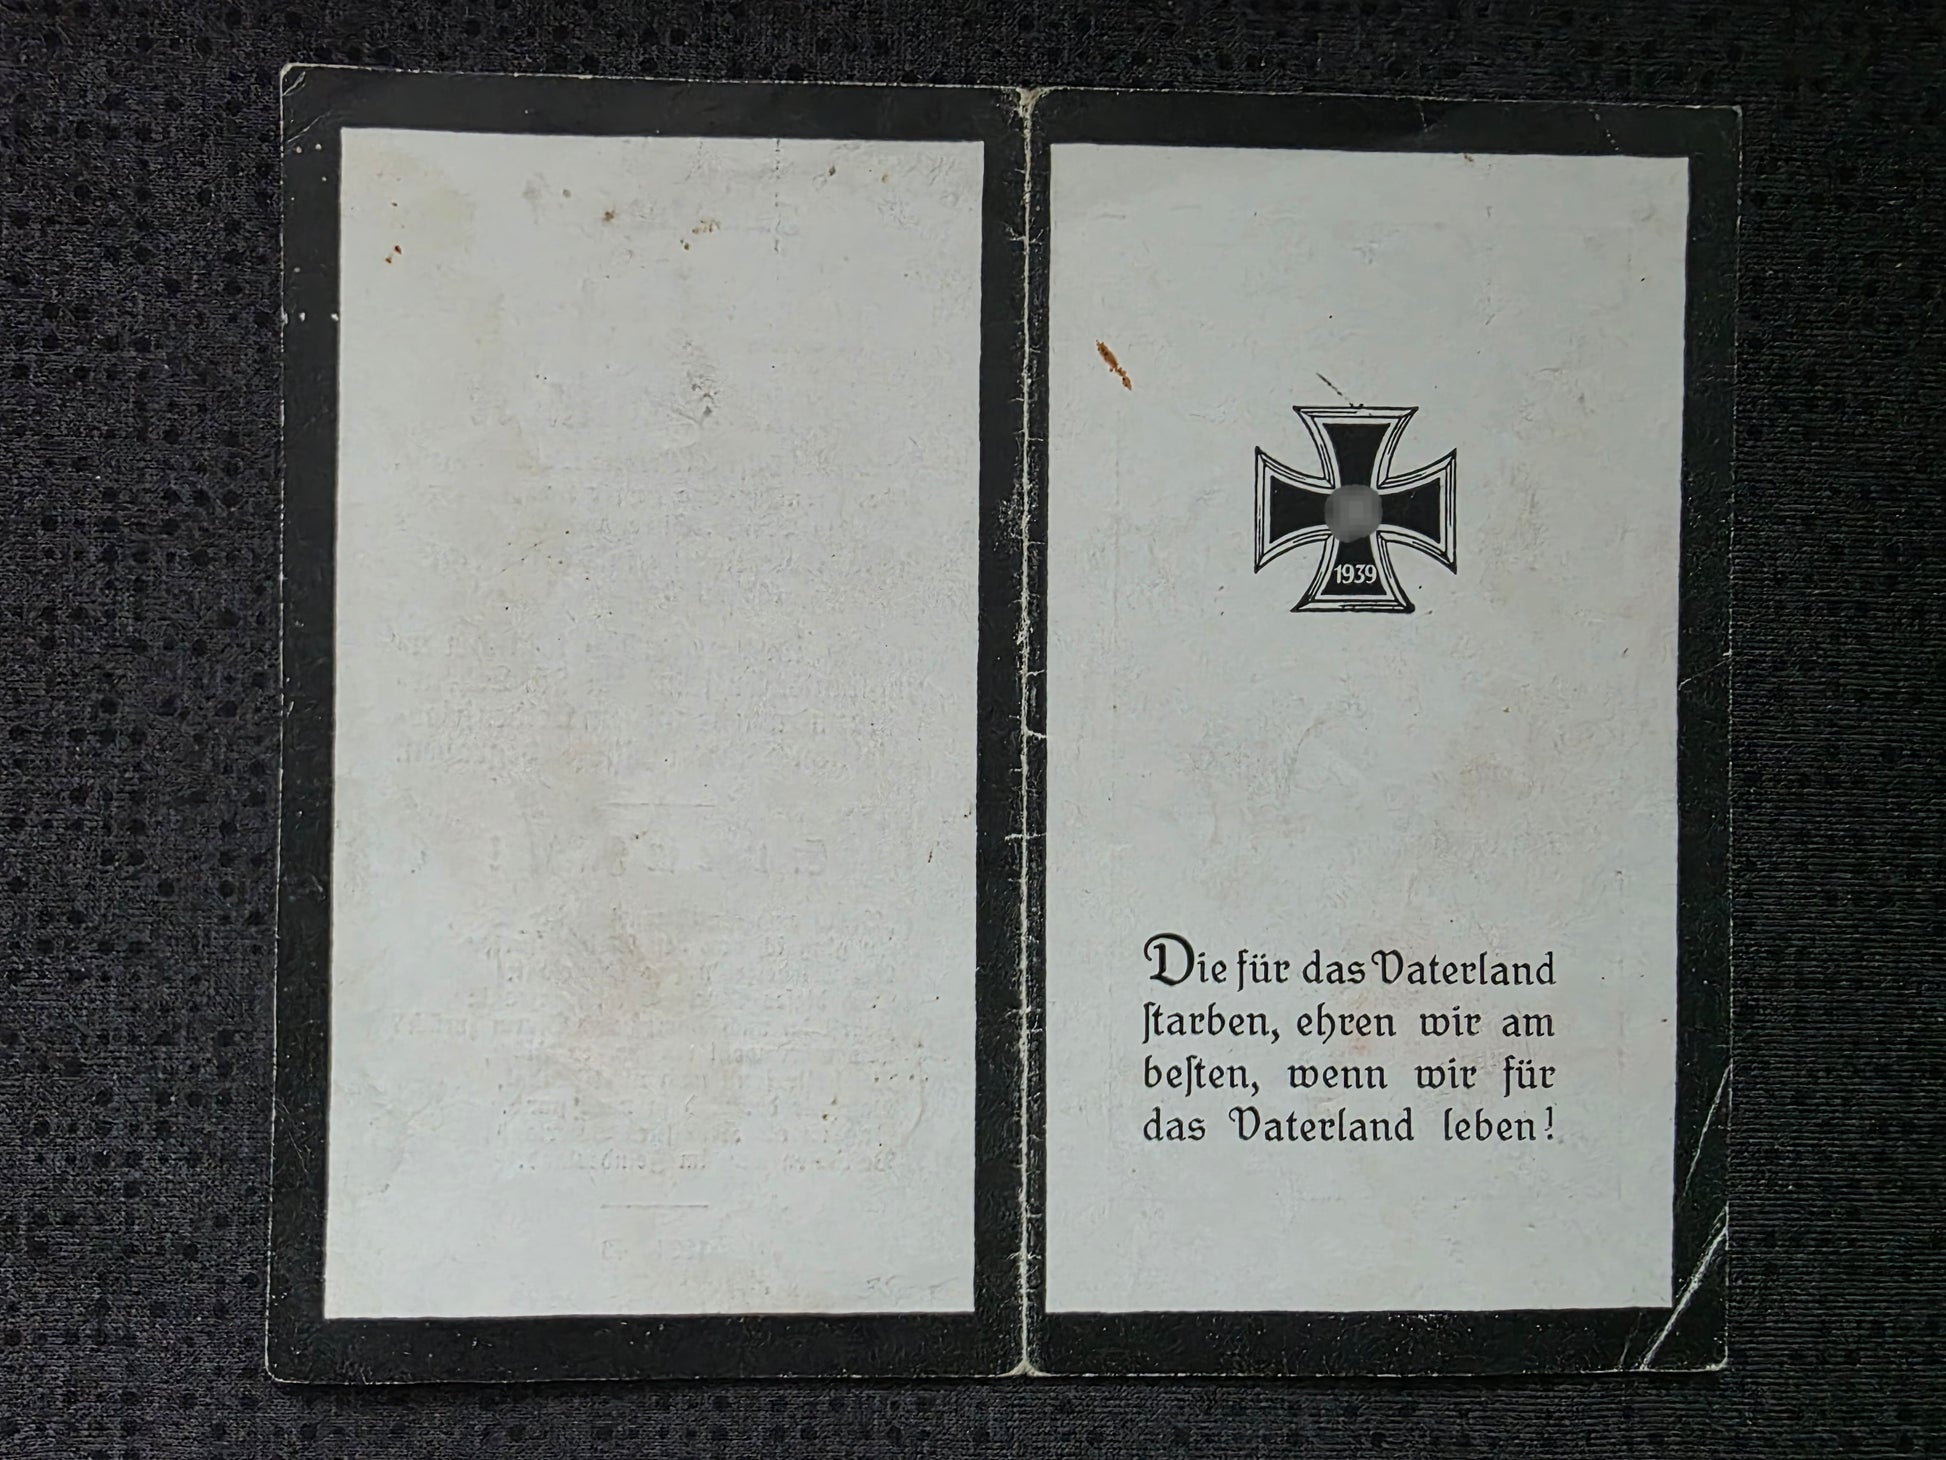 1939
Die für das Vaterland
ſtarben, ehren wir am
beſten, wenn wir für
das Vaterland leben!